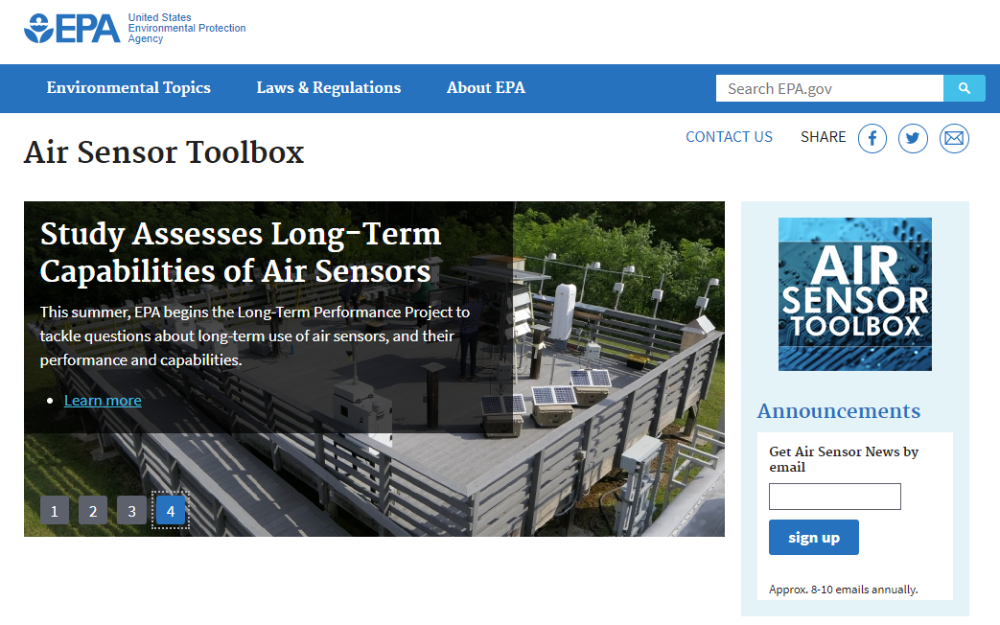 EPA
United States
Environmental Protection
Agency
Environmental Topics
Laws & Regulations
About EPA
Search EPA.gov
Air Sensor Toolbox
CONTACT US
SHARE
Study Assesses Long-Term
Capabilities of Air Sensors
This summer, EPA begins the Long-Term Performance Project to
tackle questions about long-term use of air sensors, and their
performance and capabilities.
• Learn more
1
2
3
4
AIR
SENSOR
TOOLBOX
Announcements
Get Air Sensor News by
email
sign up
Approx. 8-10 emails annually.